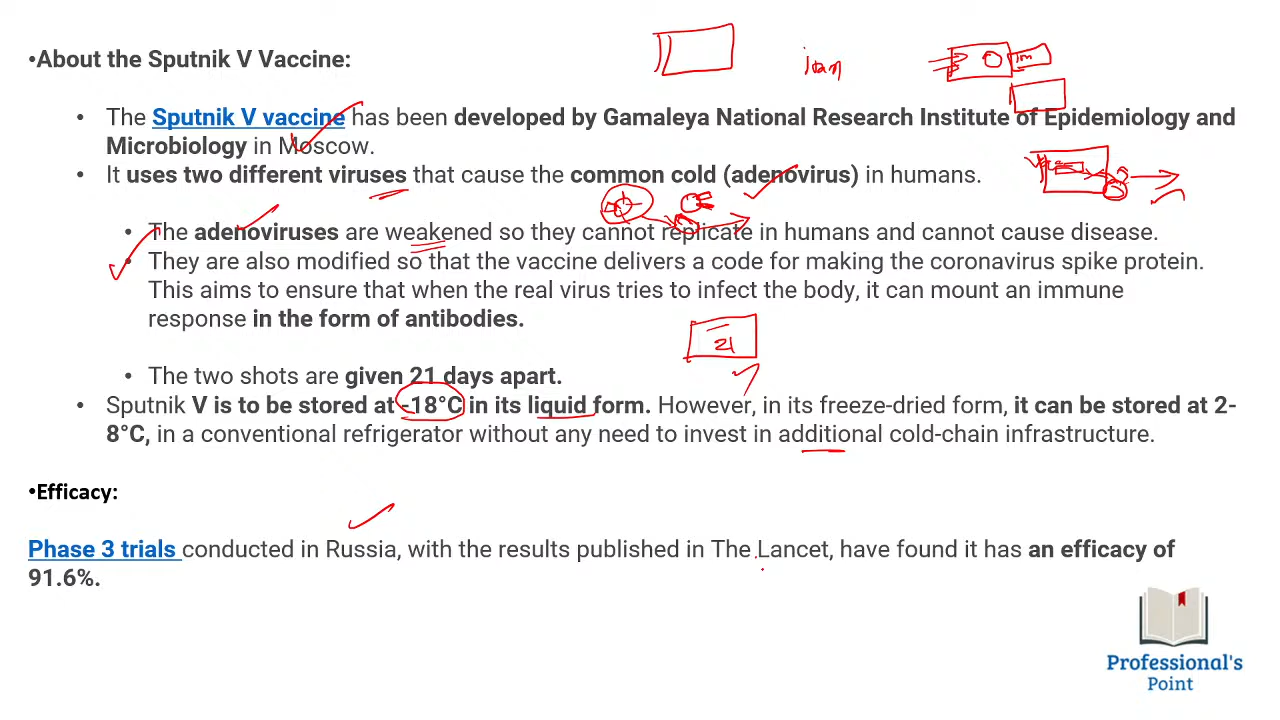 •About the Sputnik V Vaccine:
• The Sputnik V vaccine has been developed by Gamaleya National Research Institute of Epidemiology and
Microbiology in Moscow.
• It uses two different viruses that cause the common cold (adenovirus) in humans.
• The adenoviruses are weakened so they cannot replicate in humans and cannot cause disease.
• They are also modified so that the vaccine delivers a code for making the coronavirus spike protein.
This aims to ensure that when the real virus tries to infect the body, it can mount an immune
response in the form of antibodies.
21
• The two shots are given 21 days apart.
• Sputnik V is to be stored at -18°C in its liquid form. However, in its freeze-dried form, it can be stored at 2-
8°C, in a conventional refrigerator without any need to invest in additional cold-chain infrastructure.
•Efficacy:
Phase 3 trials conducted in Russia, with the results published in The Lancet, have found it has an efficacy of
91.6%.
Professional's
Point